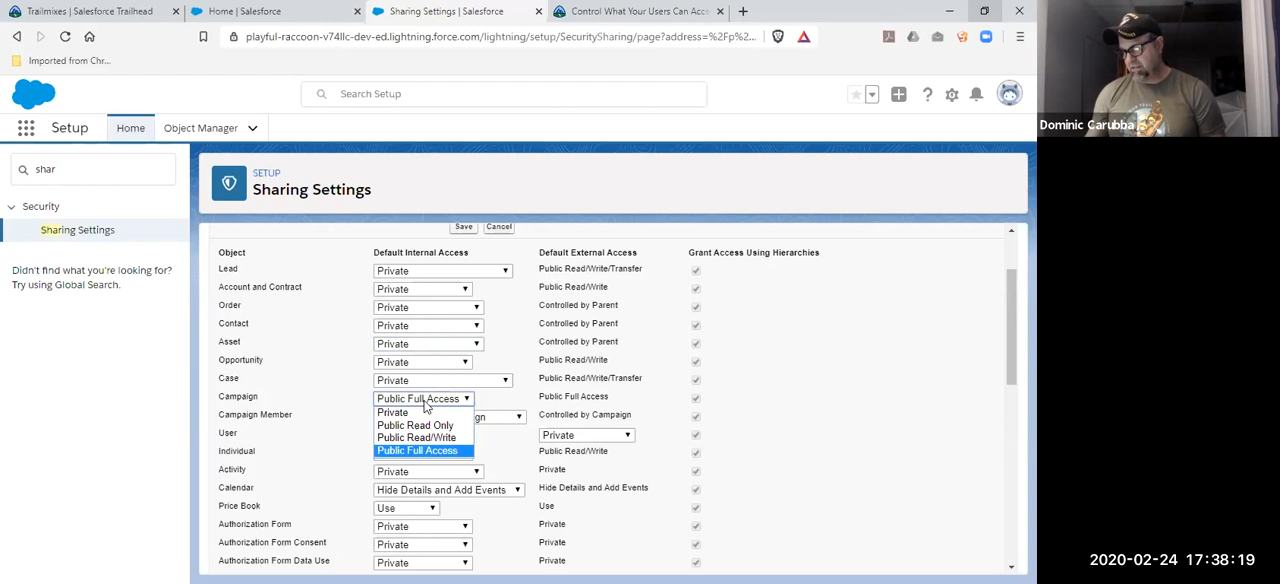 Trailmixes | Salesforce Trailhead
Home | Salesforce
Sharing Settings | Salesforce
Control What Your Users Can Acc
playful-raccoon-v74llc-dev-ed.lightning.force.com/lightning/setup/SecuritySharing/page?address=%2Fp%2...
Imported from Chr...
Search Setup
Setup
Home
Object Manager
shar
Security
Sharing Settings
Didn't find what you're looking for?
Try using Global Search.
SETUP
Sharing Settings
Save Cancel
Object Default Internal Access Default External Access Grant Access Using Hierarchies
Lead Private Public Read/Write/Transfer
Account and Contract Private Public Read/Write
Order Private Controlled by Parent
Contact Private Controlled by Parent
Asset Private Controlled by Parent
Opportunity Private Public Read/Write
Case Private Public Read/Write/Transfer
Campaign Public Full Access Public Full Access
Private
Public Read Only
Public Read/Write
Public Full Access
Campaign Member gn Controlled by Campaign
User Private
Individual Public Read/Write
Activity Private Private
Calendar Hide Details and Add Events Hide Details and Add Events
Price Book Use Use
Authorization Form Private Private
Authorization Form Consent Private Private
Authorization Form Data Use Private Private
Dominic Carubba
2020-02-24 17:38:19